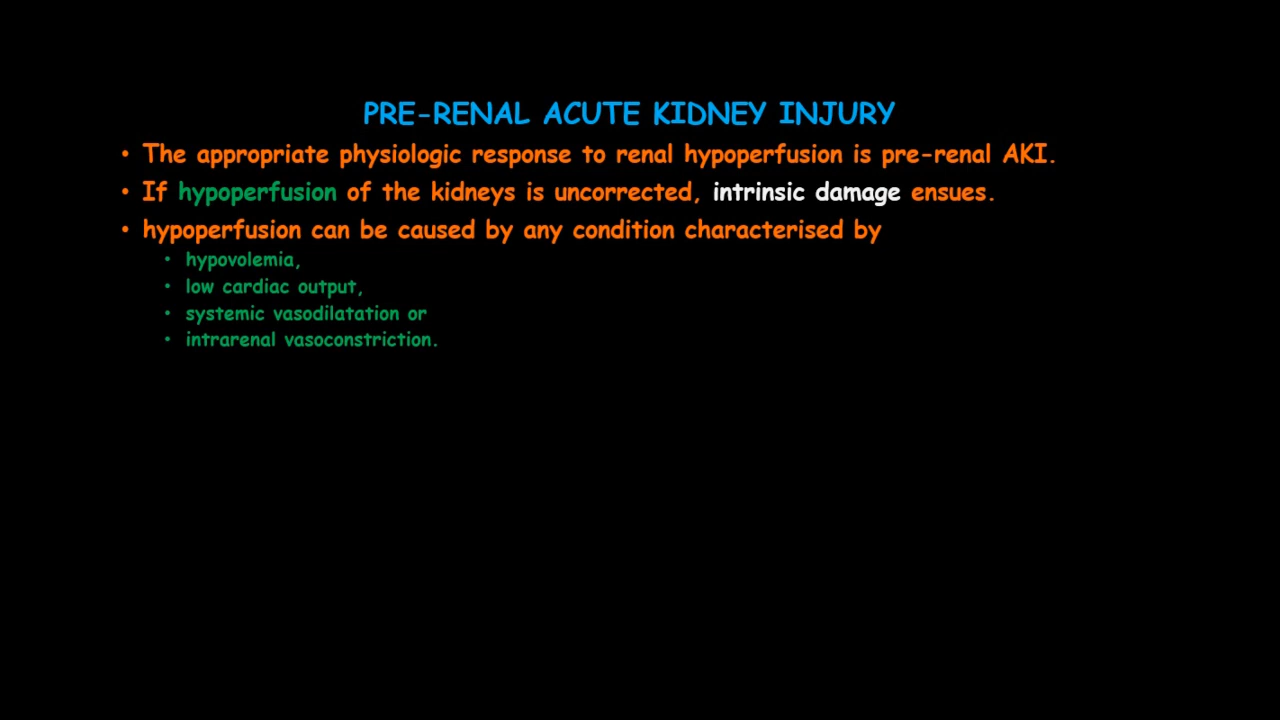 PRE-RENAL ACUTE KIDNEY INJURY
• The appropriate physiologic response to renal hypoperfusion is pre-renal AKI.
• If hypoperfusion of the kidneys is uncorrected, intrinsic damage ensues.
• hypoperfusion can be caused by any condition characterised by
• hypovolemia,
• low cardiac output,
• systemic vasodilatation or
• intrarenal vasoconstriction.